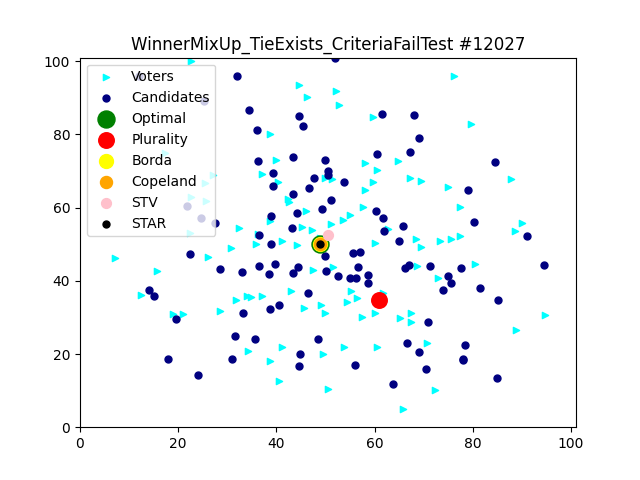 WinnerMixUp_TieExists_CriteriaFailTest #12027
100
80
60
40
20
0
Voters
Candidates
Optimal
Plurality
Borda
Copeland
STV
STAR
0 20 40 60 80 100